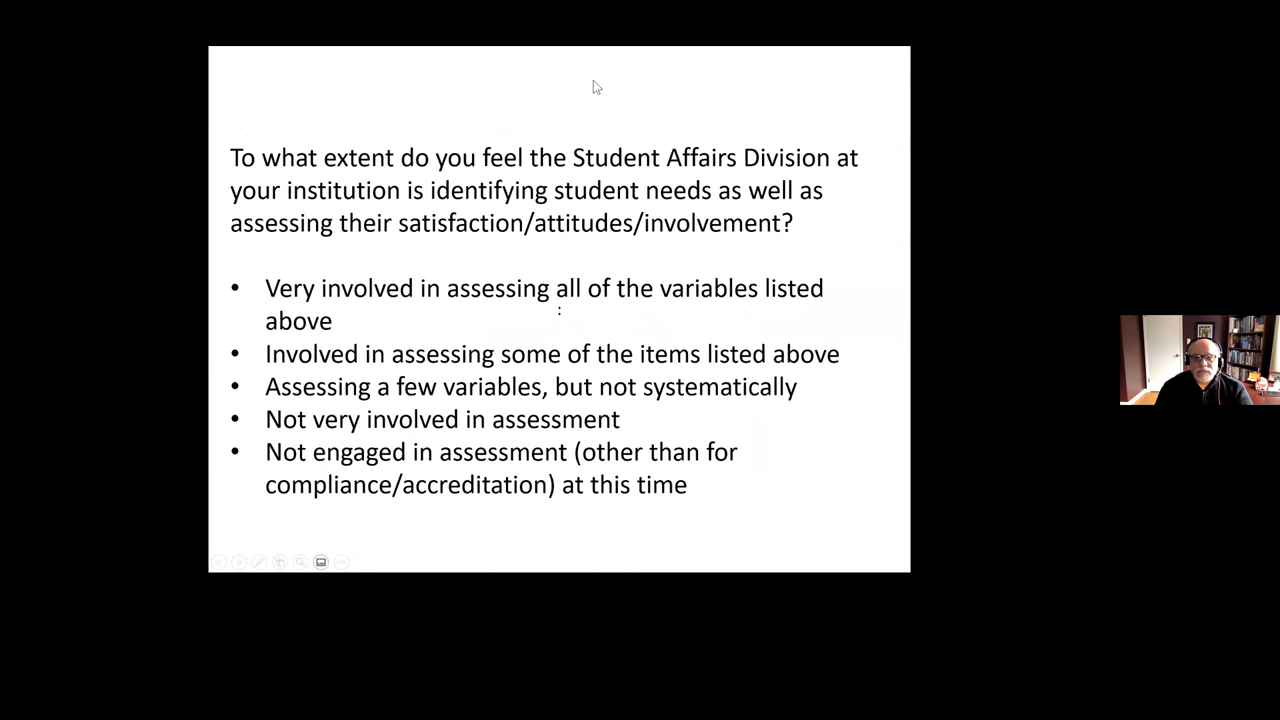 To what extent do you feel the Student Affairs Division at
your institution is identifying student needs as well as
assessing their satisfaction/attitudes/involvement?
• Very involved in assessing all of the variables listed
above
• Involved in assessing some of the items listed above
• Assessing a few variables, but not systematically
• Not very involved in assessment
• Not engaged in assessment (other than for
compliance/accreditation) at this time